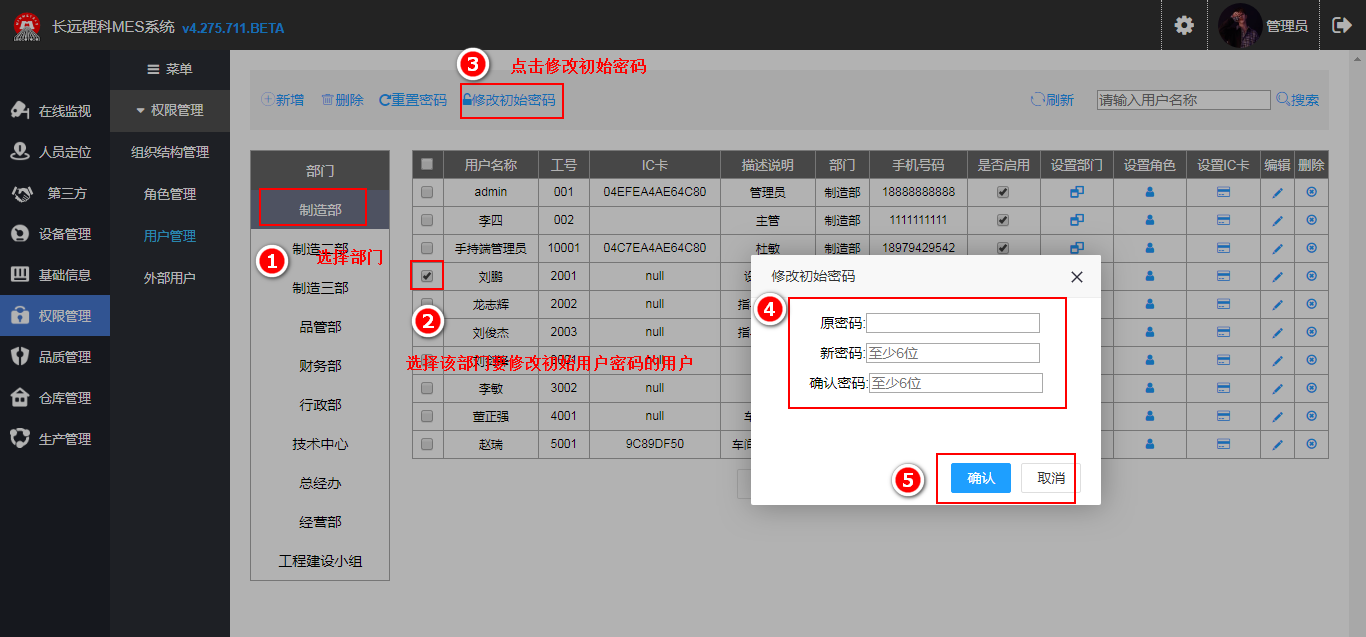 长远锂科MES系统 v4.275.711.BETA
管理员
菜单
权限管理
组织结构管理
角色管理
用户管理
外部用户
在线监视
人员定位
第三方
设备管理
基础信息
权限管理
品质管理
仓库管理
生产管理
3 点击修改初始密码
新增 删除 重置密码 修改初始密码 刷新 请输入用户名称 搜索
部门
制造部
制造二部
1 选择部门
制造三部
品管部
财务部
行政部
技术中心
总经办
经营部
工程建设小组
用户名称 工号 IC卡 描述说明 部门 手机号码 是否启用 设置部门 设置角色 设置IC卡 编辑 删除
admin 001 04EFEA4AE64C80 管理员 制造部 18888888888
李四 002 主管 制造部 1111111111
手持端管理员 10001 04C7EA4AE64C80 杜敏 制造部 18979429542
刘鹏 2001 null
龙志辉 2002 null 指
2
刘俊杰 2003 null 指
选择该部门要修改初始用户密码的用户
李敏 3002 null
董正强 4001 null 车
赵瑞 5001 9C89DF50 车间
修改初始密码
4
原密码:
新密码: 至少6位
确认密码: 至少6位
5 确认 取消